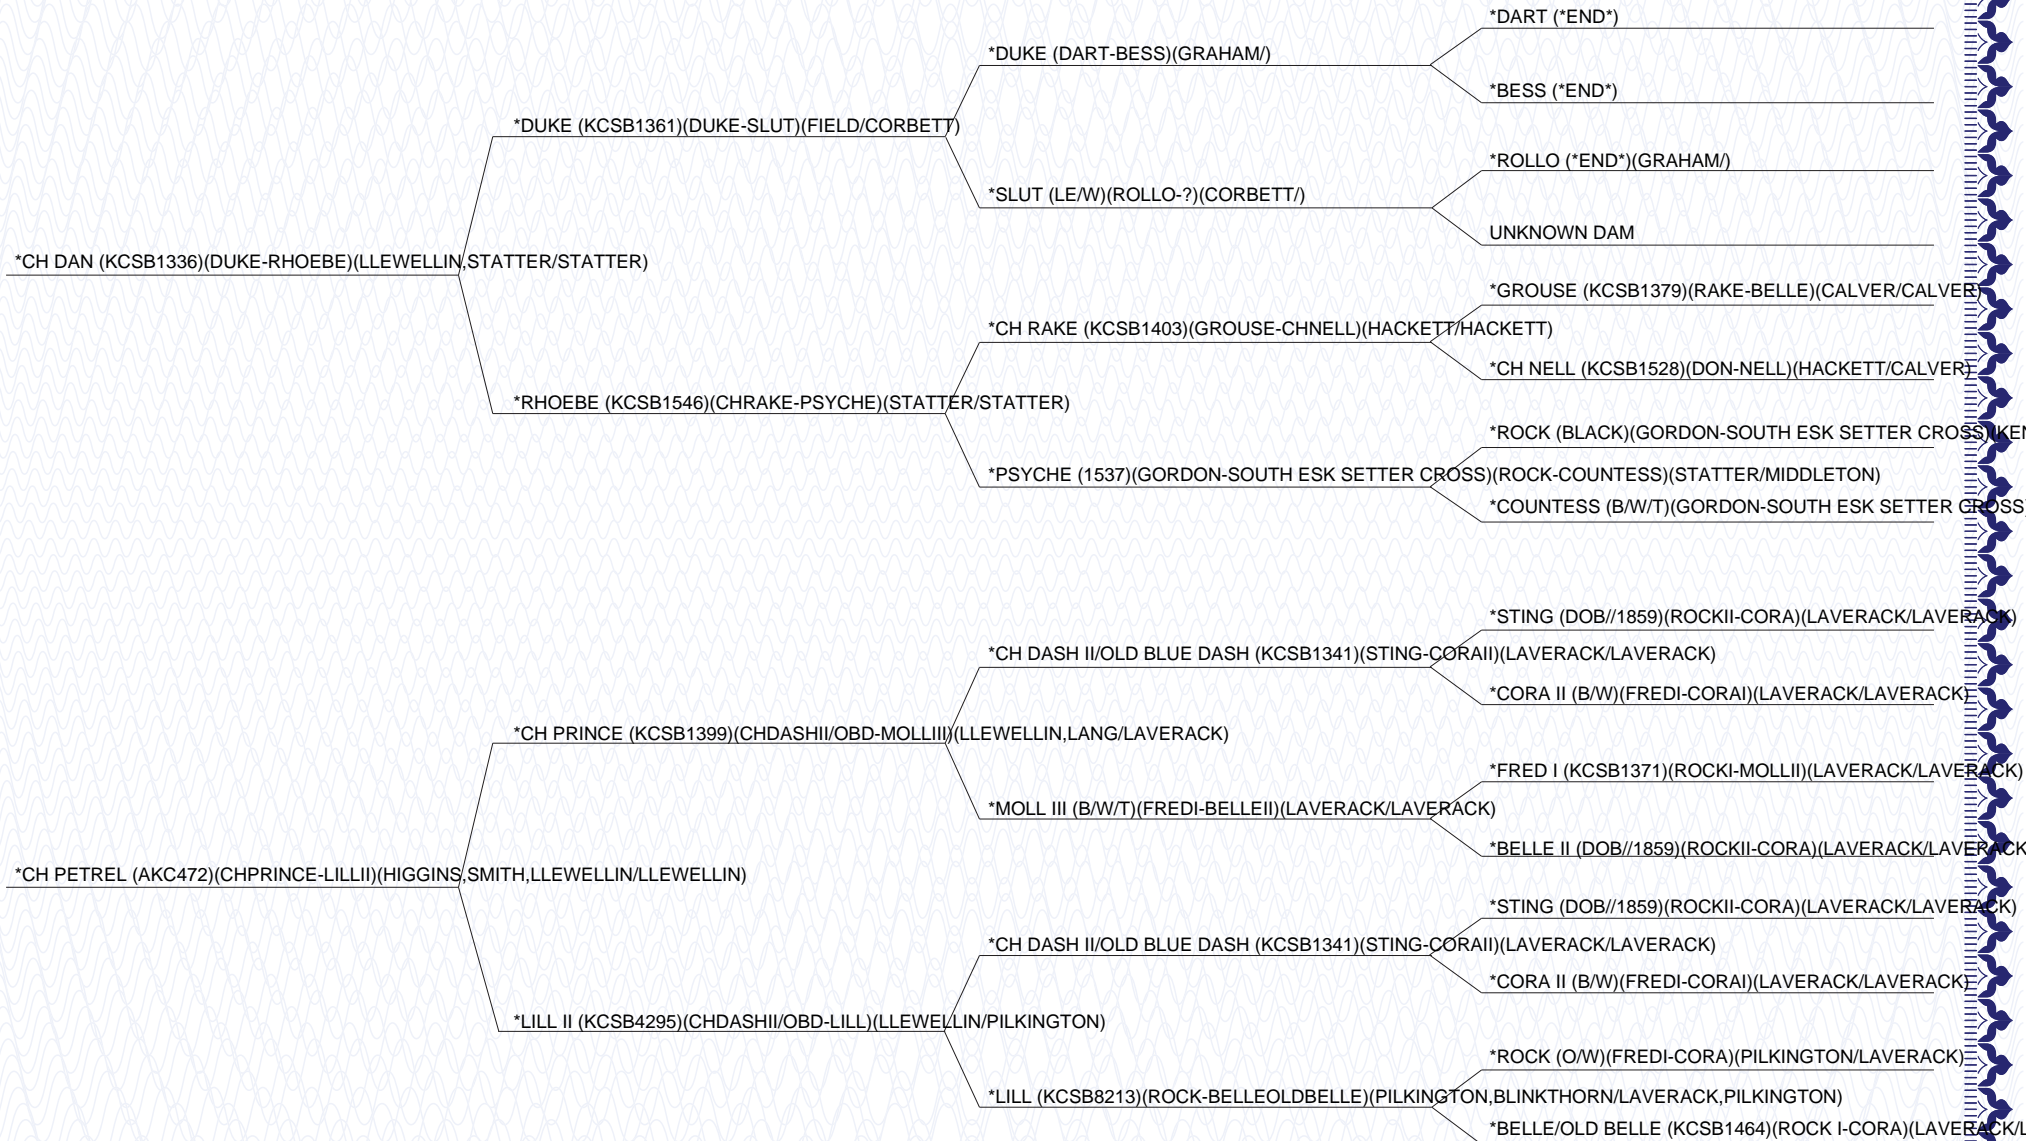 *DART (*END*)
*DUKE (DART-BESS)(GRAHAM/)
*BESS (*END*)
*DUKE (KCSB1361)(DUKE-SLUT)(FIELD/CORBETT)
*ROLLO (*END*)(GRAHAM/)
*SLUT (LE/W)(ROLLO-?)(CORBETT/)
UNKNOWN DAM
*CH DAN (KCSB1336)(DUKE-RHOEBE)(LLEWELLIN,STATTER/STATTER)
*GROUSE (KCSB1379)(RAKE-BELLE)(CALVER/CALVER)
*CH RAKE (KCSB1403)(GROUSE-CHNELL)(HACKETT/HACKETT)
*CH NELL (KCSB1528)(DON-NELL)(HACKETT/CALVER)
*RHOEBE (KCSB1546)(CHRAKE-PSYCHE)(STATTER/STATTER)
*ROCK (BLACK)(GORDON-SOUTH ESK SETTER CROSS)(KEN
*PSYCHE (1537)(GORDON-SOUTH ESK SETTER CROSS)(ROCK-COUNTESS)(STATTER/MIDDLETON)
*COUNTESS (B/W/T)(GORDON-SOUTH ESK SETTER CROSS)
*STING (DOB//1859)(ROCKII-CORA)(LAVERACK/LAVERACK)
*CH DASH II/OLD BLUE DASH (KCSB1341)(STING-CORAII)(LAVERACK/LAVERACK)
*CORA II (B/W)(FREDI-CORAI)(LAVERACK/LAVERACK)
*CH PRINCE (KCSB1399)(CHDASHII/OBD-MOLLIII)(LLEWELLIN,LANG/LAVERACK)
*FRED I (KCSB1371)(ROCKI-MOLLII)(LAVERACK/LAVERACK)
*MOLL III (B/W/T)(FREDI-BELLEII)(LAVERACK/LAVERACK)
*BELLE II (DOB//1859)(ROCKII-CORA)(LAVERACK/LAVERACK
*CH PETREL (AKC472)(CHPRINCE-LILLII)(HIGGINS,SMITH,LLEWELLIN/LLEWELLIN)
*STING (DOB//1859)(ROCKII-CORA)(LAVERACK/LAVERACK)
*CH DASH II/OLD BLUE DASH (KCSB1341)(STING-CORAII)(LAVERACK/LAVERACK)
*CORA II (B/W)(FREDI-CORAI)(LAVERACK/LAVERACK)
*LILL II (KCSB4295)(CHDASHII/OBD-LILL)(LLEWELLIN/PILKINGTON)
*ROCK (O/W)(FREDI-CORA)(PILKINGTON/LAVERACK)
*LILL (KCSB8213)(ROCK-BELLEOLDBELLE)(PILKINGTON,BLINKTHORN/LAVERACK,PILKINGTON)
*BELLE/OLD BELLE (KCSB1464)(ROCK I-CORA)(LAVERACK/L